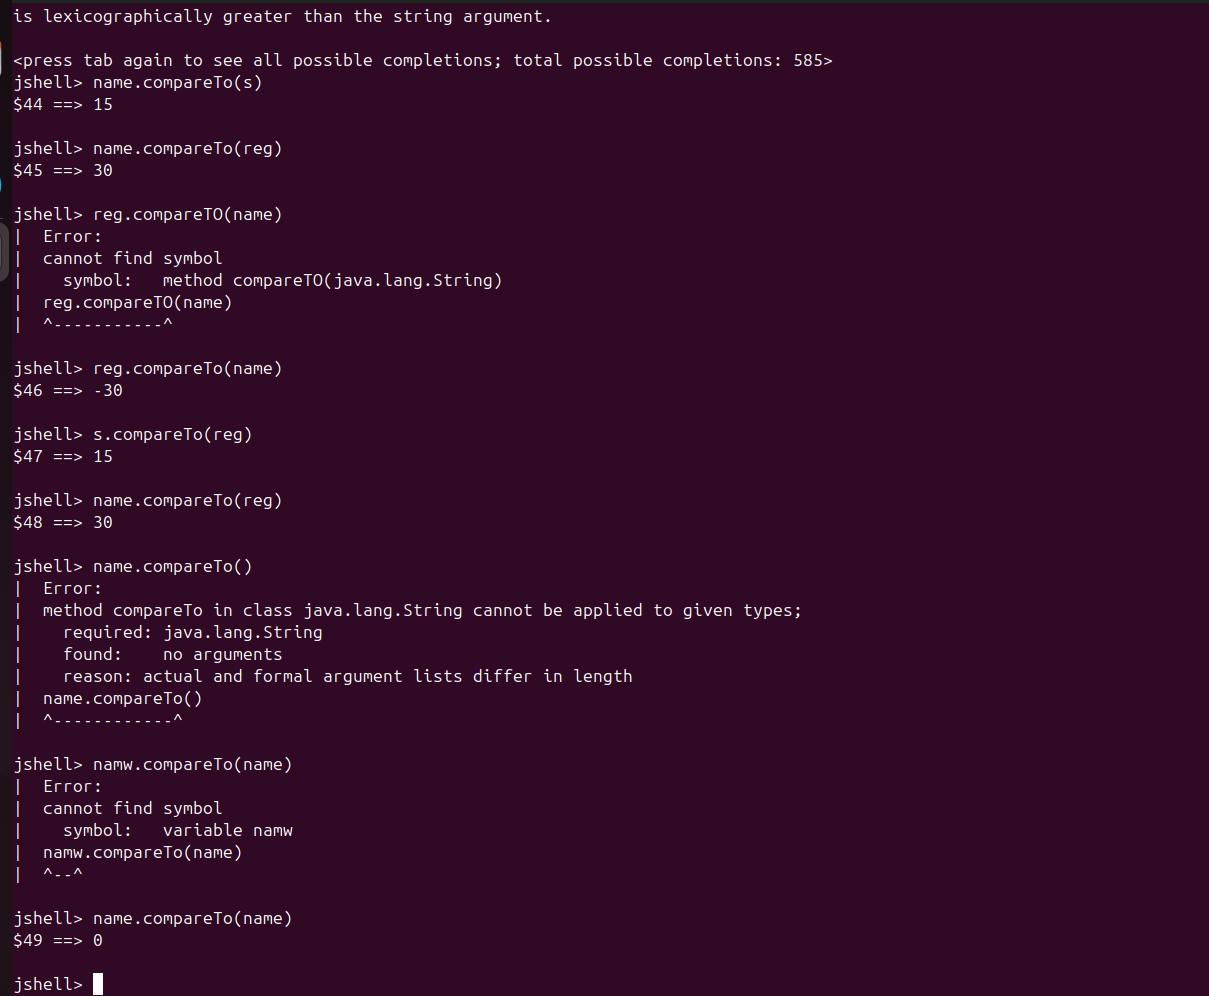 is lexicographically greater than the string argument.
<press tab again to see all possible completions; total possible completions: 585>
jshell> name.compareTo(s)
$44 ==> 15
jshell> name.compareTo(reg)
$45 ==> 30
jshell> reg.compareTO(name)
|  Error:
|  cannot find symbol
|    symbol:   method compareTO(java.lang.String)
|  reg.compareTO(name)
|  ^-----------^
jshell> reg.compareTo(name)
$46 ==> -30
jshell> s.compareTo(reg)
$47 ==> 15
jshell> name.compareTo(reg)
$48 ==> 30
jshell> name.compareTo()
|  Error:
|  method compareTo in class java.lang.String cannot be applied to given types;
|    required: java.lang.String
|    found:    no arguments
|    reason: actual and formal argument lists differ in length
|  name.compareTo()
|  ^------------^
jshell> namw.compareTo(name)
|  Error:
|  cannot find symbol
|    symbol:   variable namw
|  namw.compareTo(name)
|  ^--^
jshell> name.compareTo(name)
$49 ==> 0
jshell>